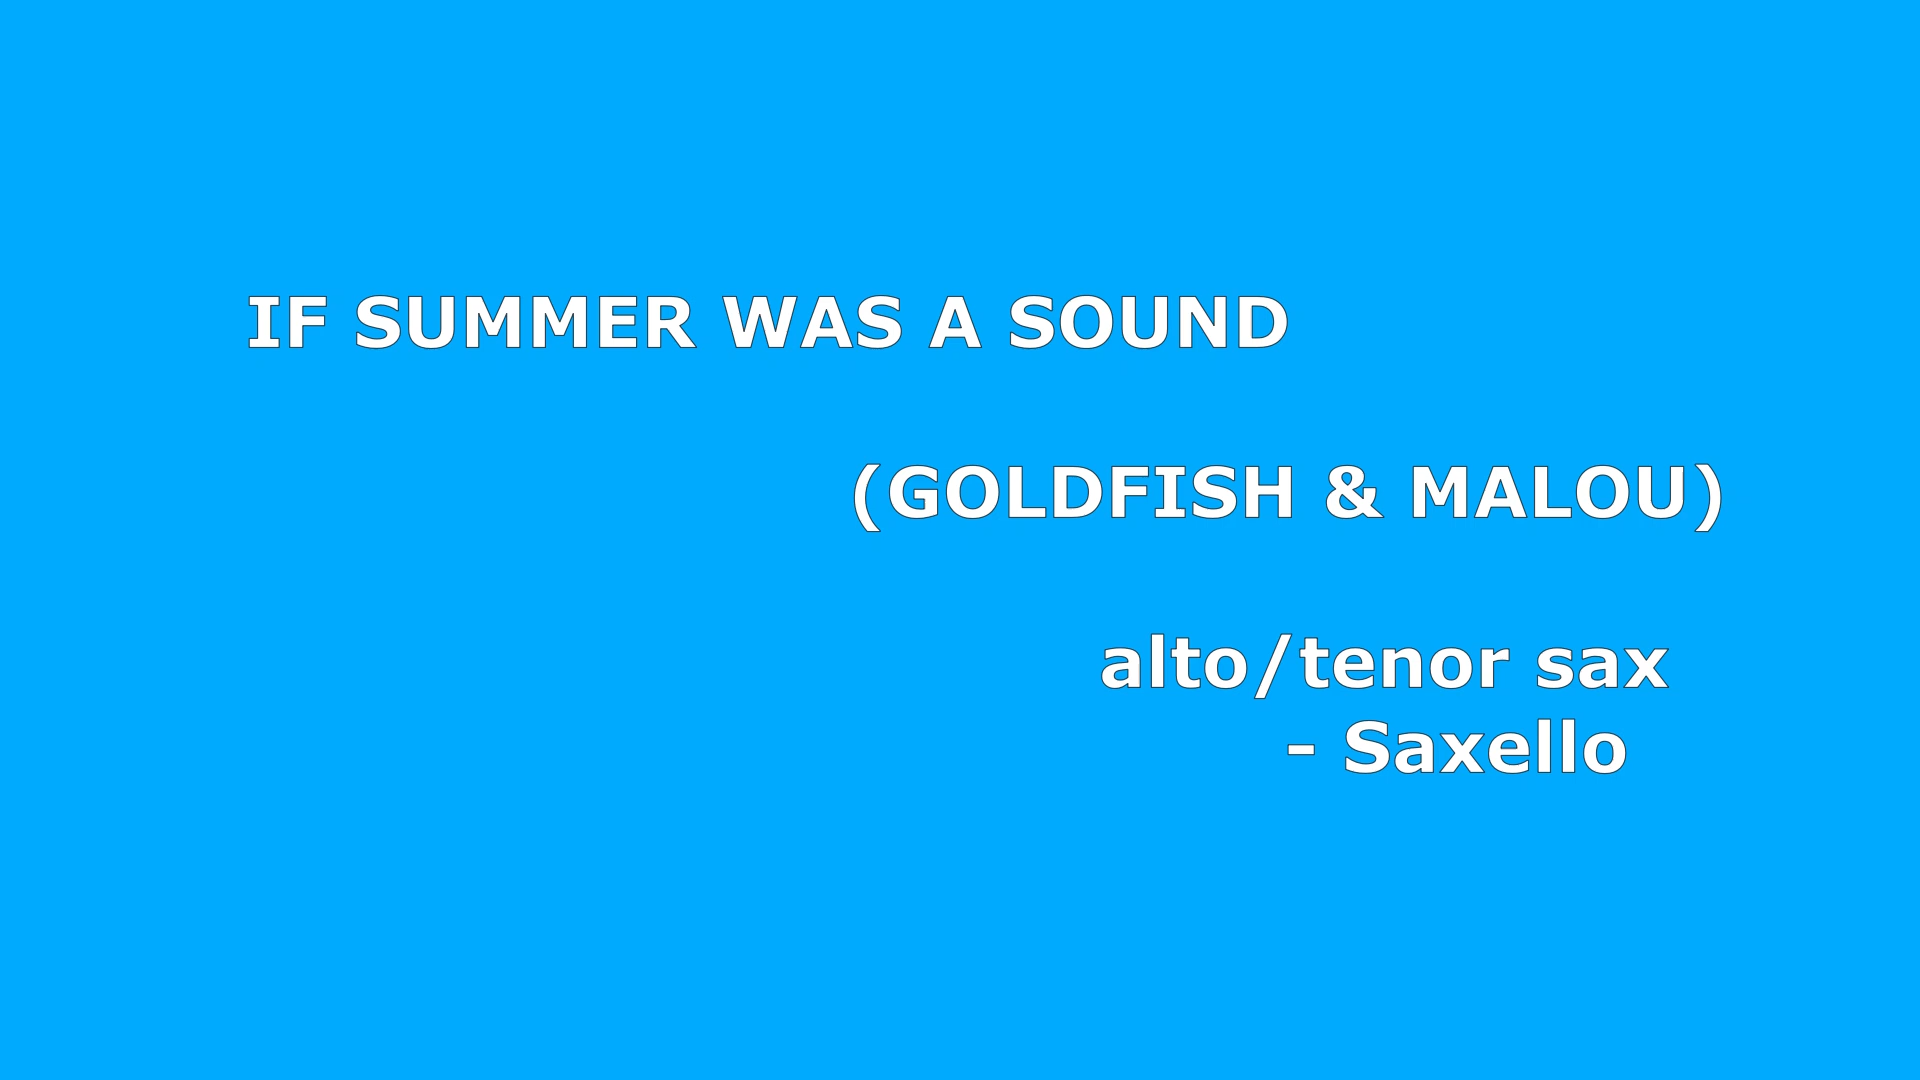 IF SUMMER WAS A SOUND
(GOLDFISH & MALOU)
alto/tenor sax
- Saxello